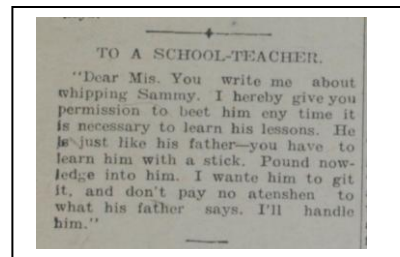 TO A SCHOOL-TEACHER.
"Dear Mis. You write me about
whipping Sammy. I hereby give you
permission to beet him eny time it
is necessary to learn his lessons. He
is just like his father—you have to
learn him with a stick. Pound now-
ledge into him. I wante him to git
it, and don't pay no atenshen to
what his father says. I'll handle
him."